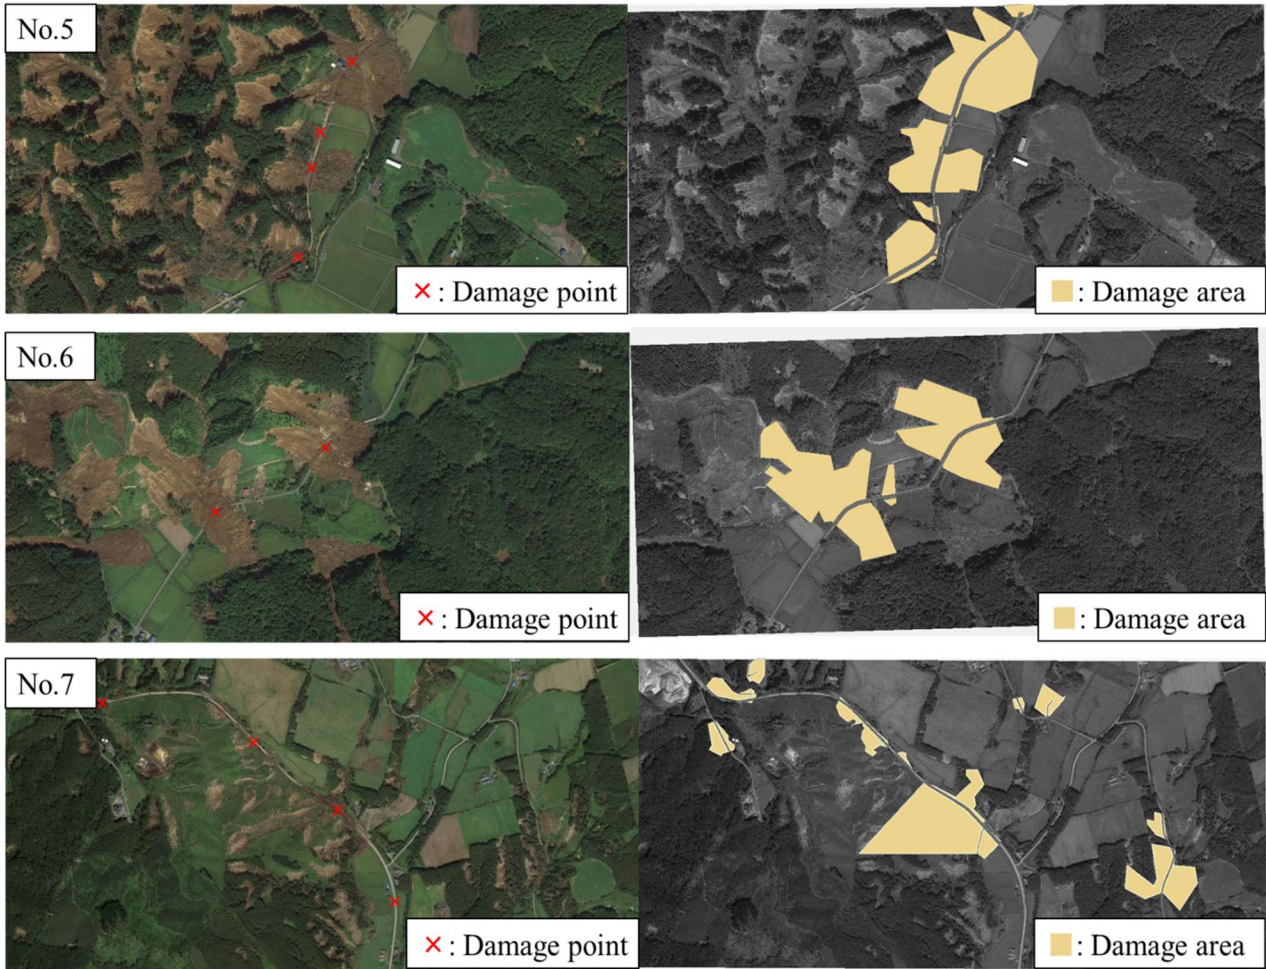 No.5
× : Damage point
: Damage area
No.6
× : Damage point
: Damage area
No.7
× : Damage point
: Damage area